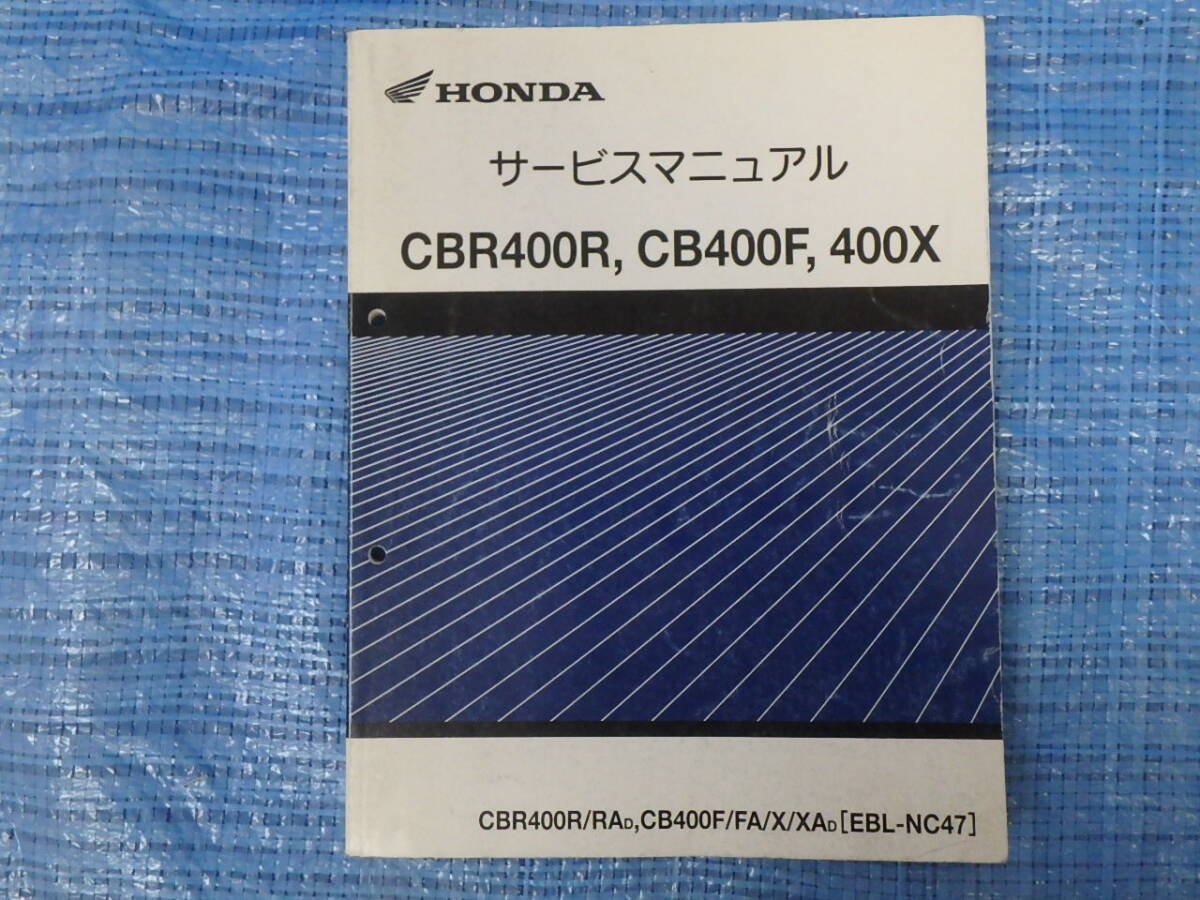 HONDA
サービスマニュアル
CBR400R, CB400F, 400X
CBR400R/RAD,CB400F/FA/X/XAD[EBL-NC47]